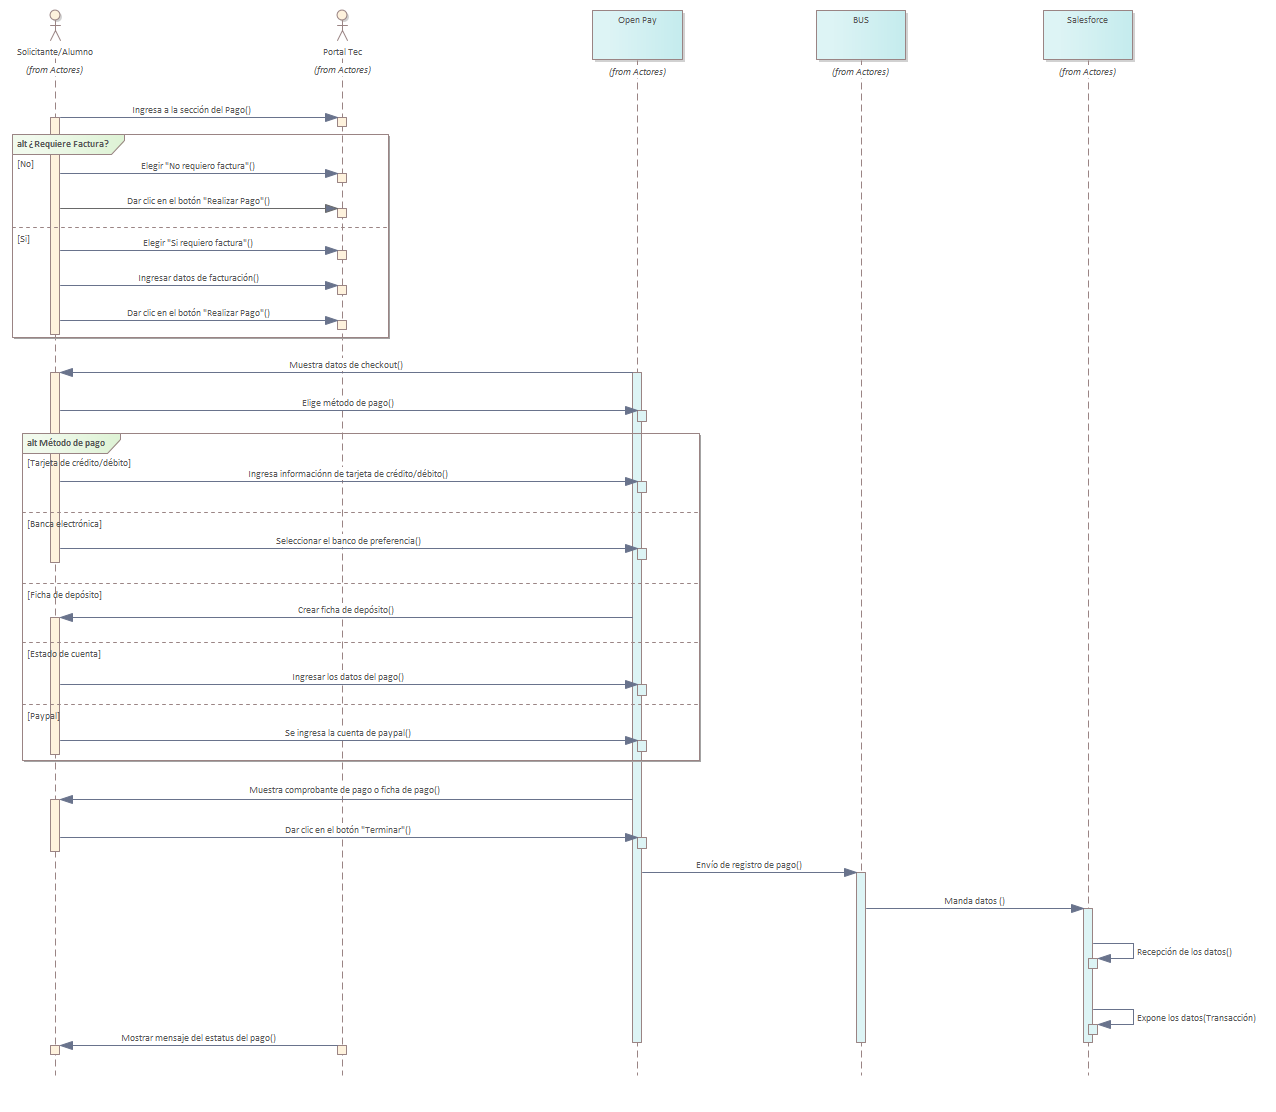 Solicitante/Alumno
(from Actores)
Portal Tec
(from Actores)
Open Pay
(from Actores)
BUS
(from Actores)
Salesforce
(from Actores)
Ingresa a la sección del Pago()
alt ¿Requiere Factura?
[No]
Elegir "No requiero factura"()
Dar clic en el botón "Realizar Pago"()
[Si]
Elegir "Si requiero factura"()
Ingresar datos de facturación()
Dar clic en el botón "Realizar Pago"()
Muestra datos de checkout()
Elige método de pago()
alt Método de pago
[Tarjeta de crédito/débito]
Ingresa informaciónn de tarjeta de crédito/débito()
[Banca electrónica]
Seleccionar el banco de preferencia()
[Ficha de depósito]
Crear ficha de depósito()
[Estado de cuenta]
Ingresar los datos del pago()
[Paypal]
Se ingresa la cuenta de paypal()
Muestra comprobante de pago o ficha de pago()
Dar clic en el botón "Terminar"()
Envío de registro de pago()
Manda datos ()
Recepción de los datos()
Expone los datos(Transacción)
Mostrar mensaje del estatus del pago()